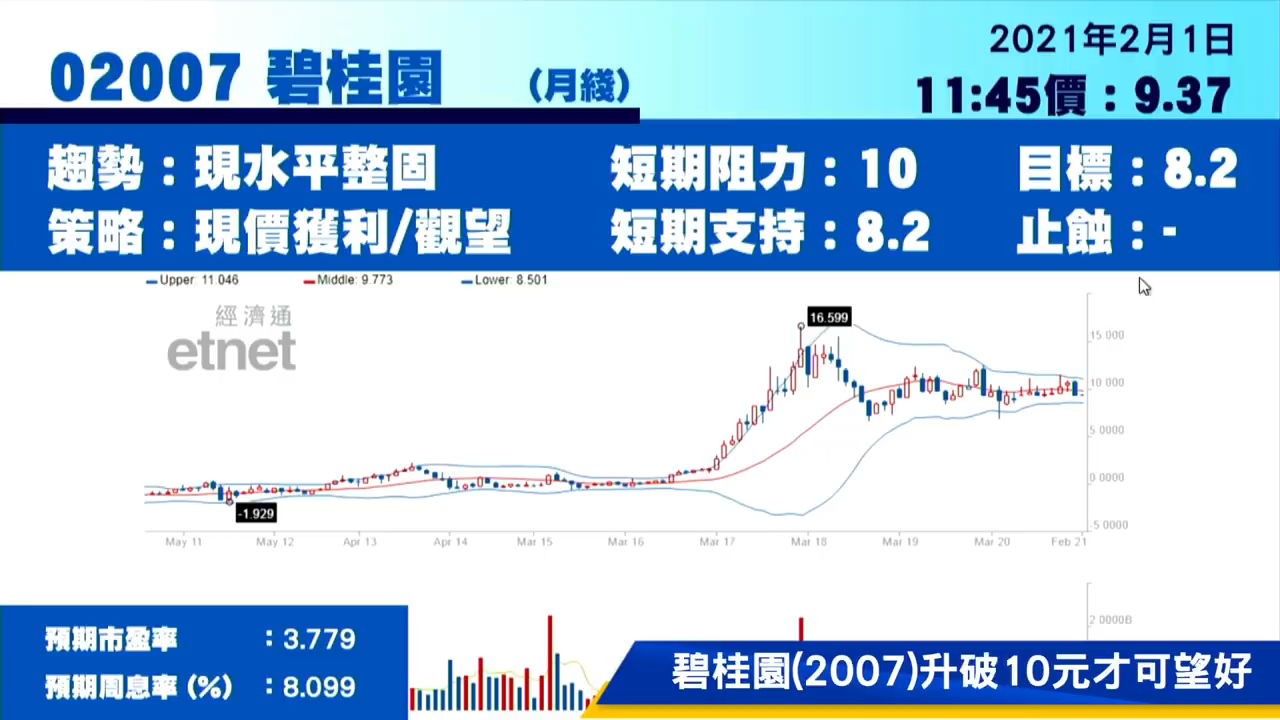 02007 碧桂園 (月綫)
2021年2月1日
11:45價：9.37
趨勢：現水平整固 短期阻力：10 目標：8.2
策略：現價獲利/觀望 短期支持：8.2 止蝕：-
Upper: 11.046 Middle: 9.773 Lower: 8.501
經濟通
etnet
16.599
15.000
10.000
5.0000
0.0000
-1.929
-5.0000
May 11 May 12 Apr 13 Apr 14 Mar 15 Mar 16 Mar 17 Mar 18 Mar 19 Mar 20 Feb 21
2.0000B
預期市盈率：3.779
預期周息率 (%)：8.099
碧桂園(2007)升破10元才可望好